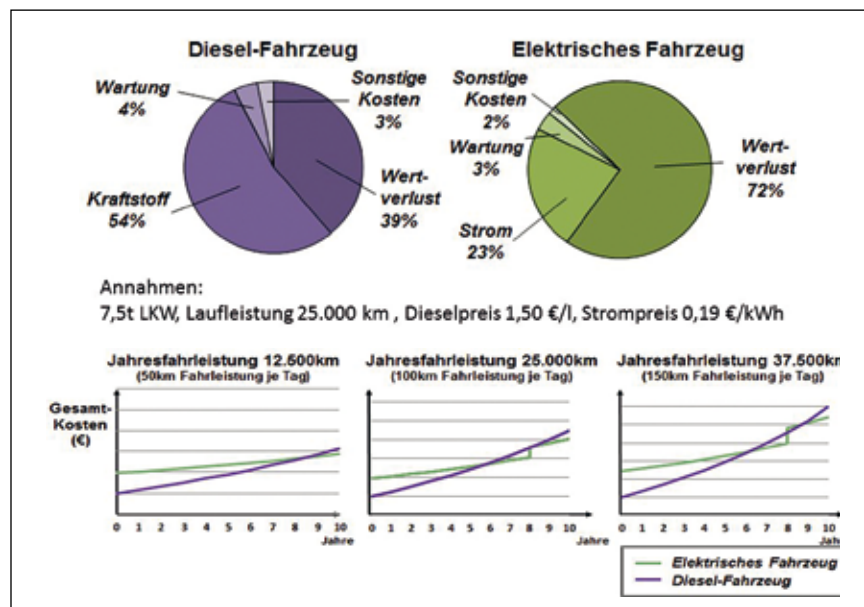 Diesel-Fahrzeug
Wartung
4%
Sonstige
Kosten
3%
Kraftstoff
54%
Wert-
verlust
39%
Elektrisches Fahrzeug
Sonstige
Kosten
2%
Wartung
3%
Wert-
verlust
72%
Strom
23%
Annahmen:
7,5t LKW, Laufleistung 25.000 km , Dieselpreis 1,50 €/l, Strompreis 0,19 €/kWh
Jahresfahrleistung 12.500km
(50km Fahrleistung je Tag)
Gesamt-
Kosten
(€)
0 1 2 3 4 5 6 7 8 9 10
Jahre
Jahresfahrleistung 25.000km
(100km Fahrleistung je Tag)
0 1 2 3 4 5 6 7 8 9 10
Jahre
Jahresfahrleistung 37.500km
(150km Fahrleistung je Tag)
0 1 2 3 4 5 6 7 8 9 10
Jahre
Elektrisches Fahrzeug
Diesel-Fahrzeug